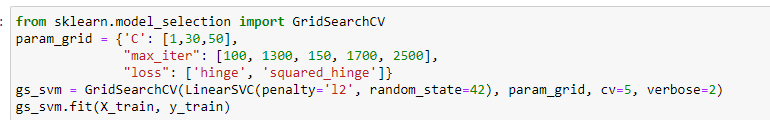 :
from sklearn.model_selection import GridSearchCV
param_grid = {'C': [1,30,50],
"max_iter": [100, 1300, 150, 1700, 2500],
"loss": ['hinge', 'squared_hinge']}
gs_svm = GridSearchCV(LinearSVC(penalty='l2', random_state=42), param_grid, cv=5, verbose=2)
gs_svm.fit(X_train, y_train)